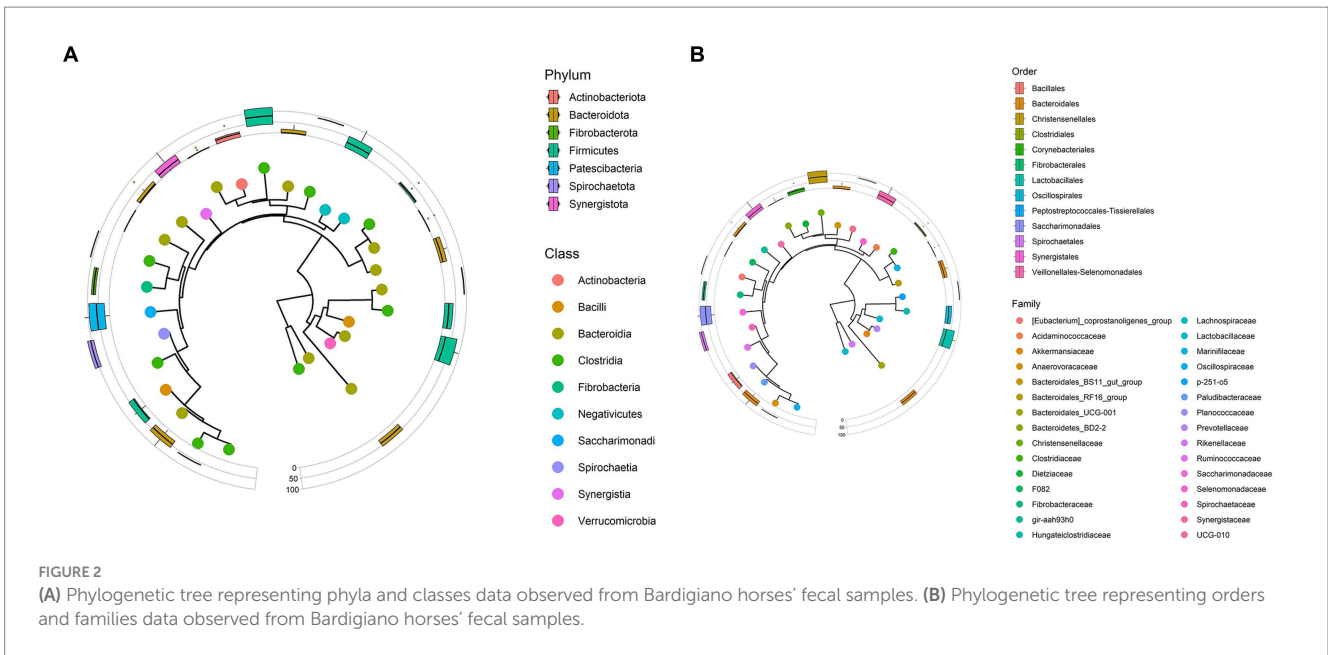 A
Phylum
Actinobacteriota
Bacteroidota
Fibrobacterota
Firmicutes
Patescibacteria
Spirochaetota
Synergistota
Class
Actinobacteria
Bacilli
Bacteroidia
Clostridia
Fibrobacteria
Negativicutes
Saccharimonadi
Spirochaetia
Synergistia
Verrucomicrobia
0
50
100
B
Order
Bacillales
Bacteroidales
Christensenellales
Clostridiales
Corynebacteriales
Fibrobacterales
Lactobacillales
Oscillospirales
Peptostreptococcales-Tissierellales
Saccharimonadales
Spirochaetales
Synergistales
Veillonellales-Selenomonadales
Family
[Eubacterium]_coprostanoligenes_group
Acidaminococcaceae
Akkermansiaceae
Anaerovoracaceae
Bacteroidales_BS11_gut_group
Bacteroidales_RF16_group
Bacteroidales_UCG-001
Bacteroidetes_BD2-2
Christensenellaceae
Clostridiaceae
Dietziaceae
F082
Fibrobacteraceae
gir-aah93h0
Hungateiclostridiaceae
Lachnospiraceae
Lactobacillaceae
Marinifilaceae
Oscillospiraceae
p-251-o5
Paludibacteraceae
Planococcaceae
Prevotellaceae
Rikenellaceae
Ruminococcaceae
Saccharimonadaceae
Selenomonadaceae
Spirochaetaceae
Synergistaceae
UCG-010
0
50
100
FIGURE 2
(A) Phylogenetic tree representing phyla and classes data observed from Bardigiano horses’ fecal samples. (B) Phylogenetic tree representing orders
and families data observed from Bardigiano horses’ fecal samples.